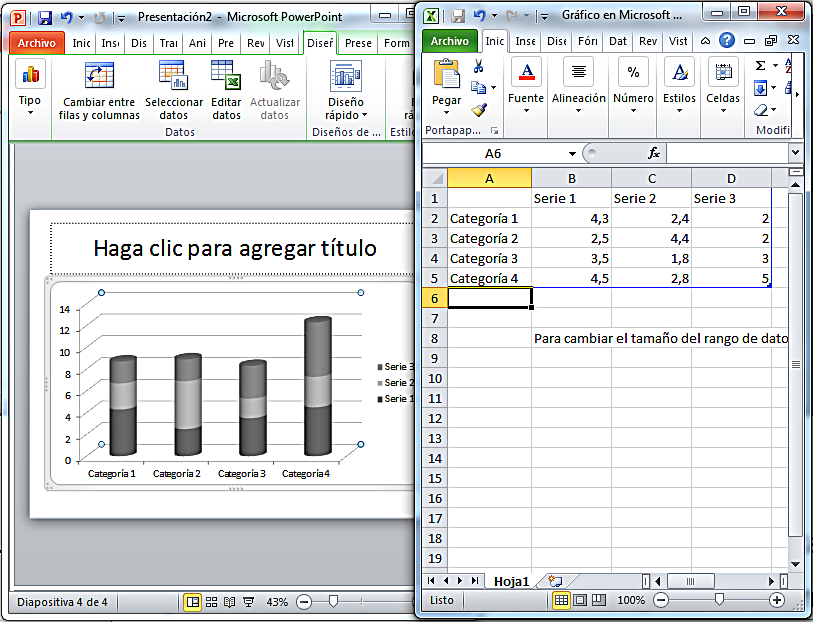 Presentación2 - Microsoft PowerPoint
Archivo Inic Ins Dis Tra Ani Pre Rev Vist Diseñ Prese Form
Tipo
Cambiar entre filas y columnas
Seleccionar datos
Editar datos
Actualizar datos
Diseño rápido
Datos
Diseños de ...
Estilo
Haga clic para agregar título
14
12
10
8
6
4
2
0
Categoría 1 Categoría 2 Categoría 3 Categoría 4
Serie 3
Serie 2
Serie 1
Diapositiva 4 de 4
43%
Gráfico en Microsoft ...
Archivo Inic Inse Dise Fórı Dat Rev Vist
Pegar
Fuente
Alineación
Número
Estilos
Celdas
Portapap...
Modifi
A6
fx
A B C D
1 Serie 1 Serie 2 Serie 3
2 Categoría 1 4,3 2,4 2
3 Categoría 2 2,5 4,4 2
4 Categoría 3 3,5 1,8 3
5 Categoría 4 4,5 2,8 5
6
7
8 Para cambiar el tamaño del rango de dato
9
10
11
12
13
14
15
16
17
18
19
Hoja1
Listo
100%